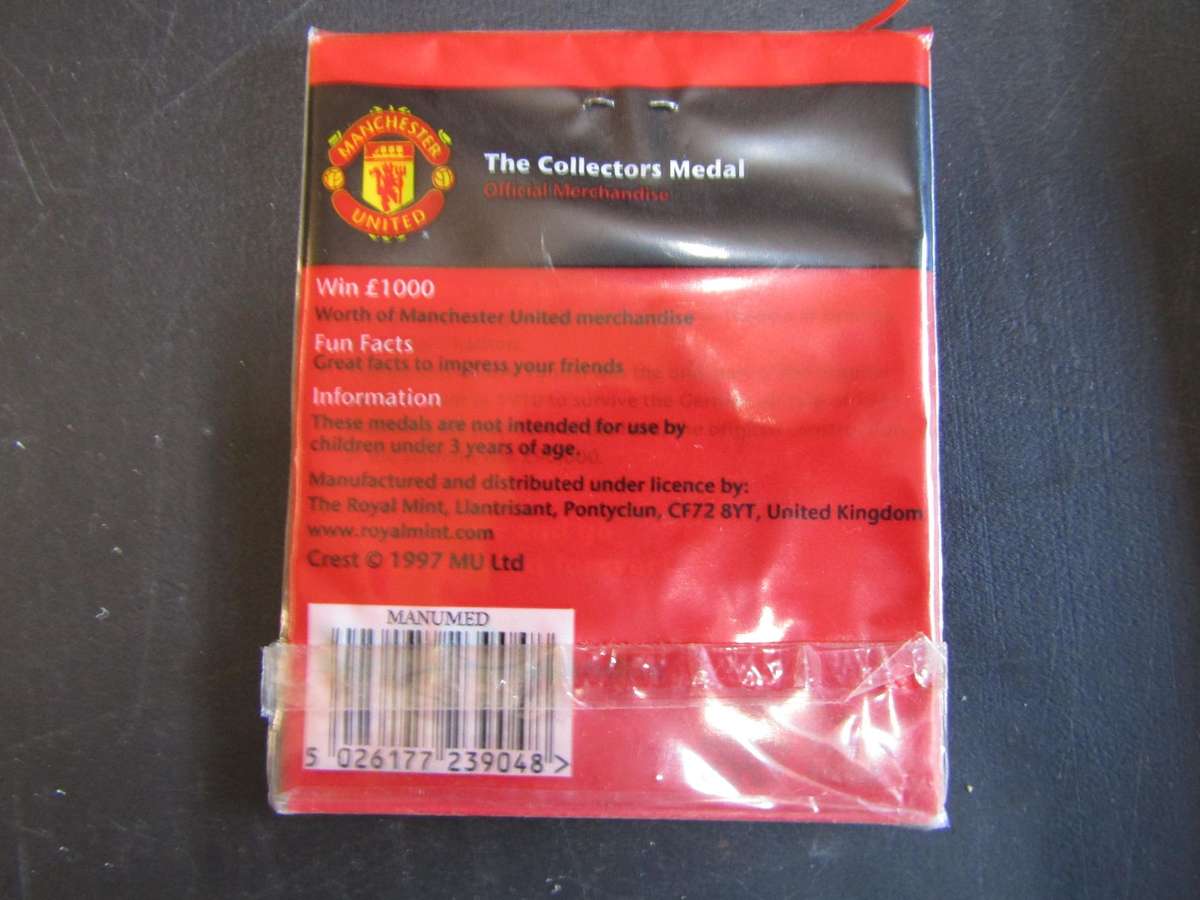 MANCHESTER
UNITED
The Collectors Medal
Official Merchandise
Win £1000
Worth of Manchester United merchandise
Fun Facts
Great facts to impress your friends
Information
These medals are not intended for use by
children under 3 years of age.
Manufactured and distributed under licence by:
The Royal Mint, Llantrisant, Pontyclun, CF72 8YT, United Kingdom
www.royalmint.com
Crest © 1997 MU Ltd
MANUMED
5 026177 239048 >